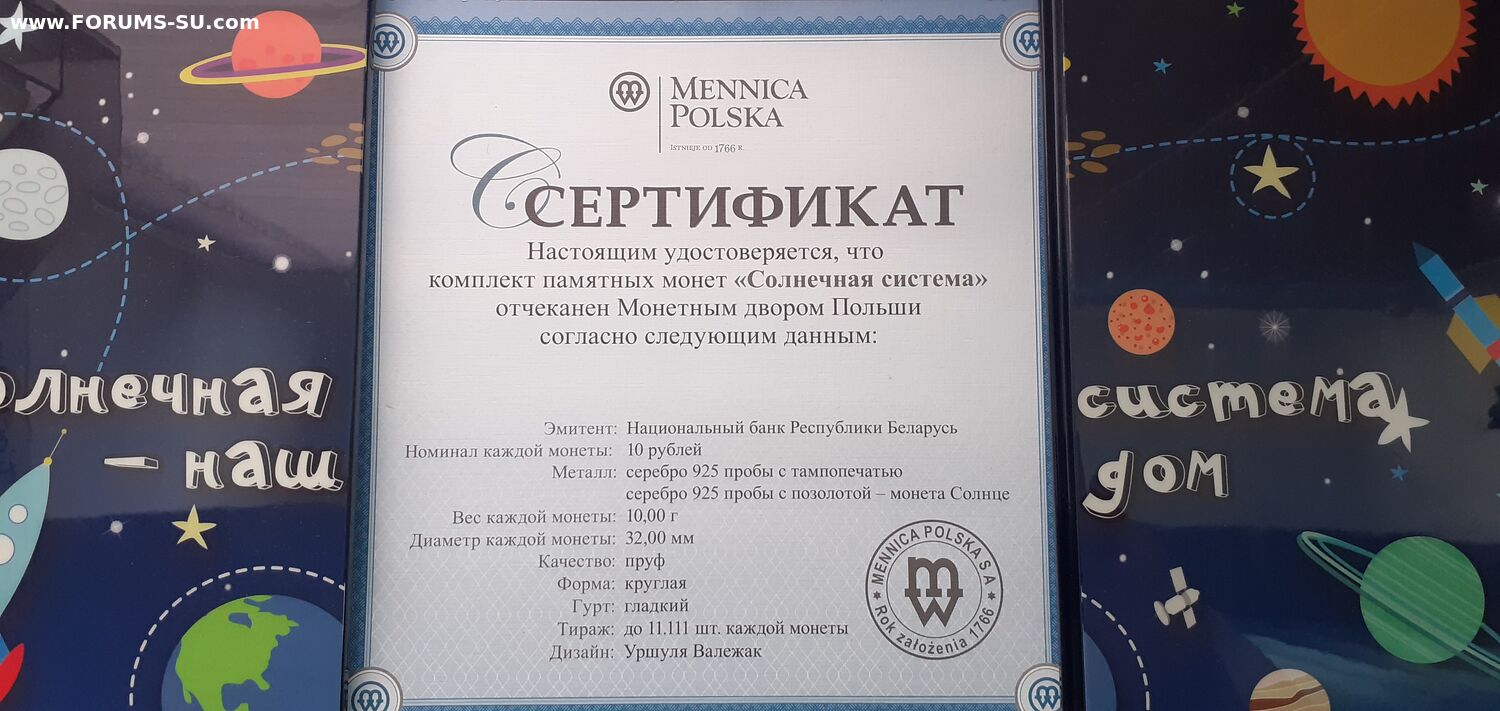 www.FORUMS-SU.com
MENNICA
POLSKA
ISTNIEJE OD 1766 R.
СЕРТИФИКАТ
Настоящим удостоверяется, что
комплект памятных монет «Солнечная система»
отчеканен Монетным двором Польши
согласно следующим данным:
Эмитент: Национальный банк Республики Беларусь
Номинал каждой монеты: 10 рублей
Металл: серебро 925 пробы с тампопечатью
серебро 925 пробы с позолотой – монета Солнце
Вес каждой монеты: 10,00 г
Диаметр каждой монеты: 32,00 мм
Качество: пруф
Форма: круглая
Гурт: гладкий
Тираж: до 11.111 шт. каждой монеты
Дизайн: Уршуля Валежак
MENNICA POLSKA S A
Rok założenia 1766
олнечная система
– наш дом